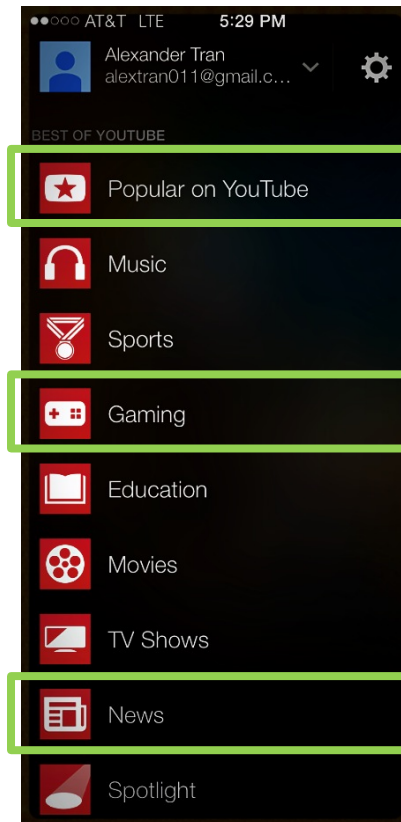 AT&T LTE 5:29 PM
Alexander Tran
alextran011@gmail.c...
BEST OF YOUTUBE
Popular on YouTube
Music
Sports
Gaming
Education
Movies
TV Shows
News
Spotlight